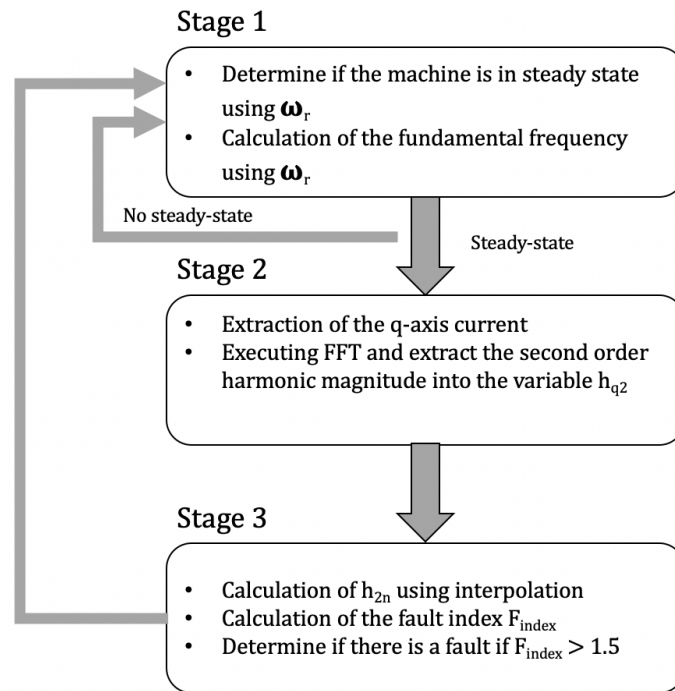 Stage 1
• Determine if the machine is in steady state
using ωr
• Calculation of the fundamental frequency
using ωr
No steady-state
Steady-state
Stage 2
• Extraction of the q-axis current
• Executing FFT and extract the second order
harmonic magnitude into the variable hq2
Stage 3
• Calculation of h2n using interpolation
• Calculation of the fault index Findex
• Determine if there is a fault if Findex > 1.5